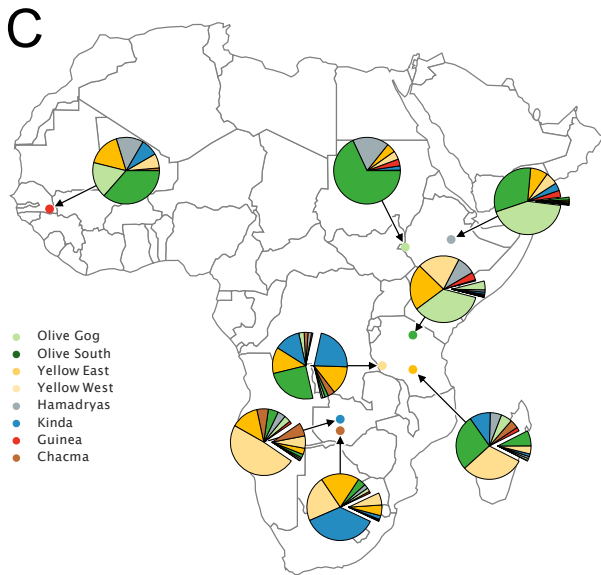 C
Olive Gog
Olive South
Yellow East
Yellow West
Hamadryas
Kinda
Guinea
Chacma